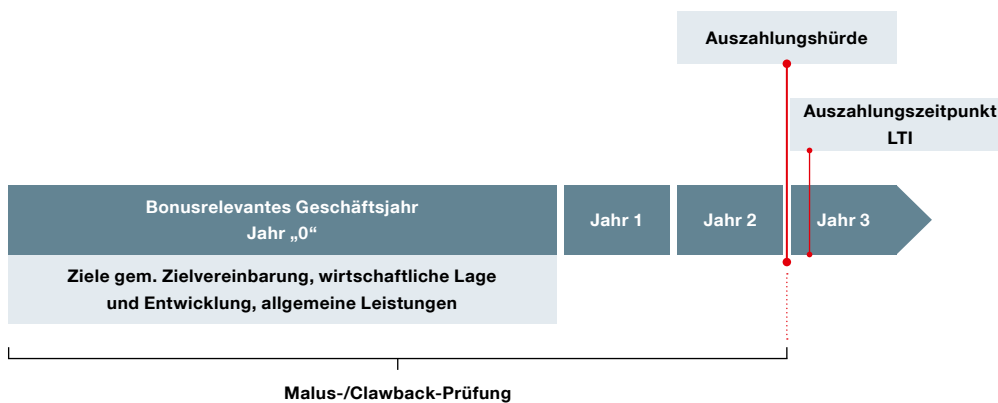 Auszahlungshürde
Auszahlungszeitpunkt
LTI
Bonusrelevantes Geschäftsjahr
Jahr „0“
Jahr 1
Jahr 2
Jahr 3
Ziele gem. Zielvereinbarung, wirtschaftliche Lage
und Entwicklung, allgemeine Leistungen
Malus-/Clawback-Prüfung